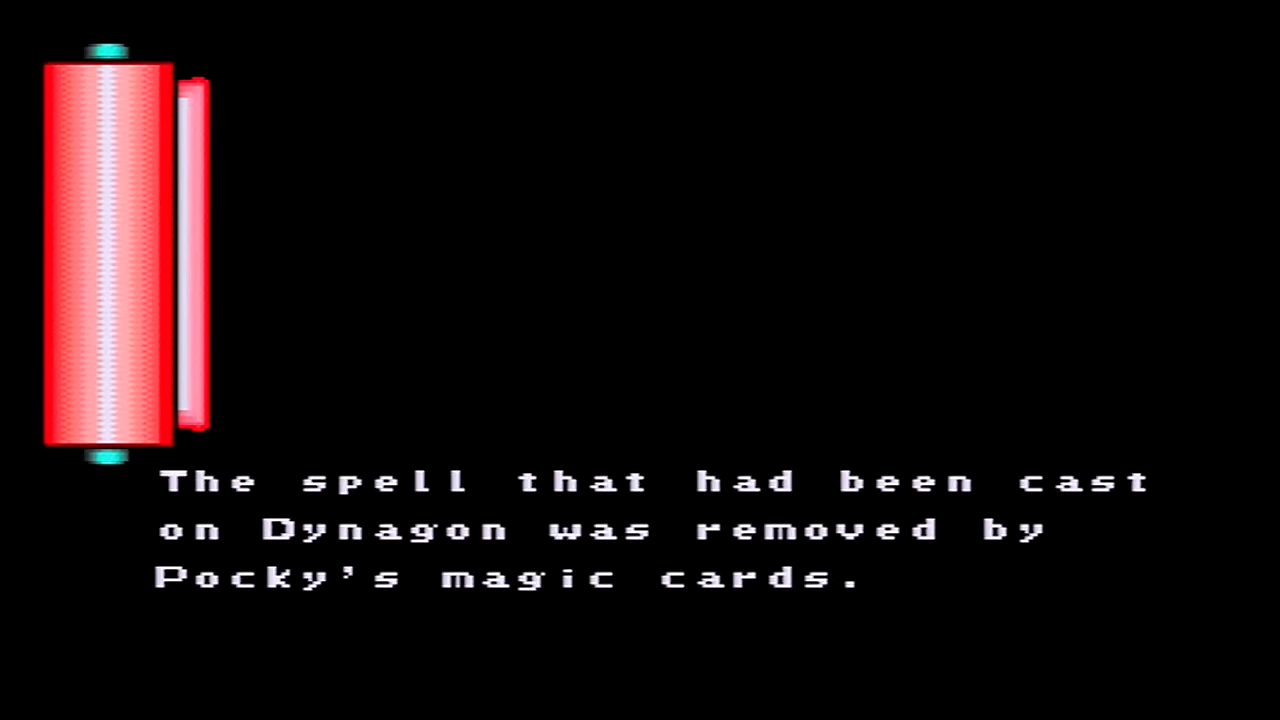 The spell that had been cast
on Dynagon was removed by
Pocky's magic cards.